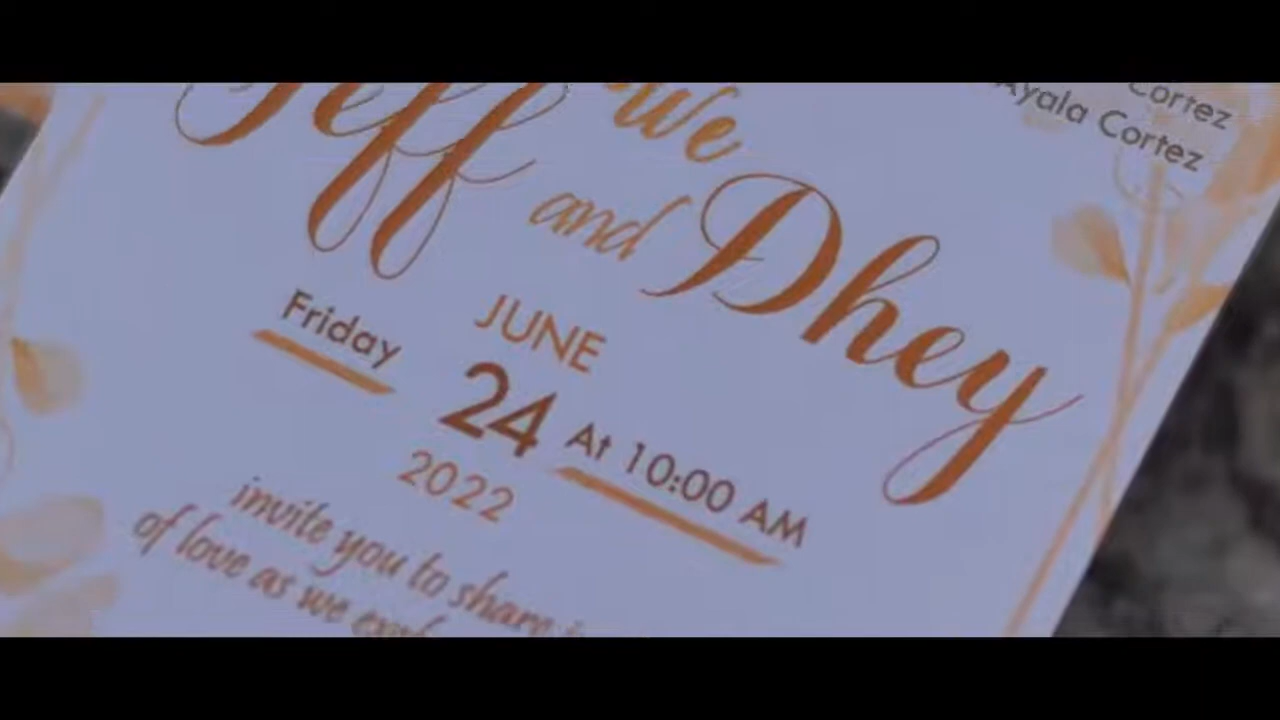 Cortez
Ayala Cortez
We
Jeff
and
Dhey
Friday
JUNE
24
2022
At 10:00 AM
invite you to share
of love as we